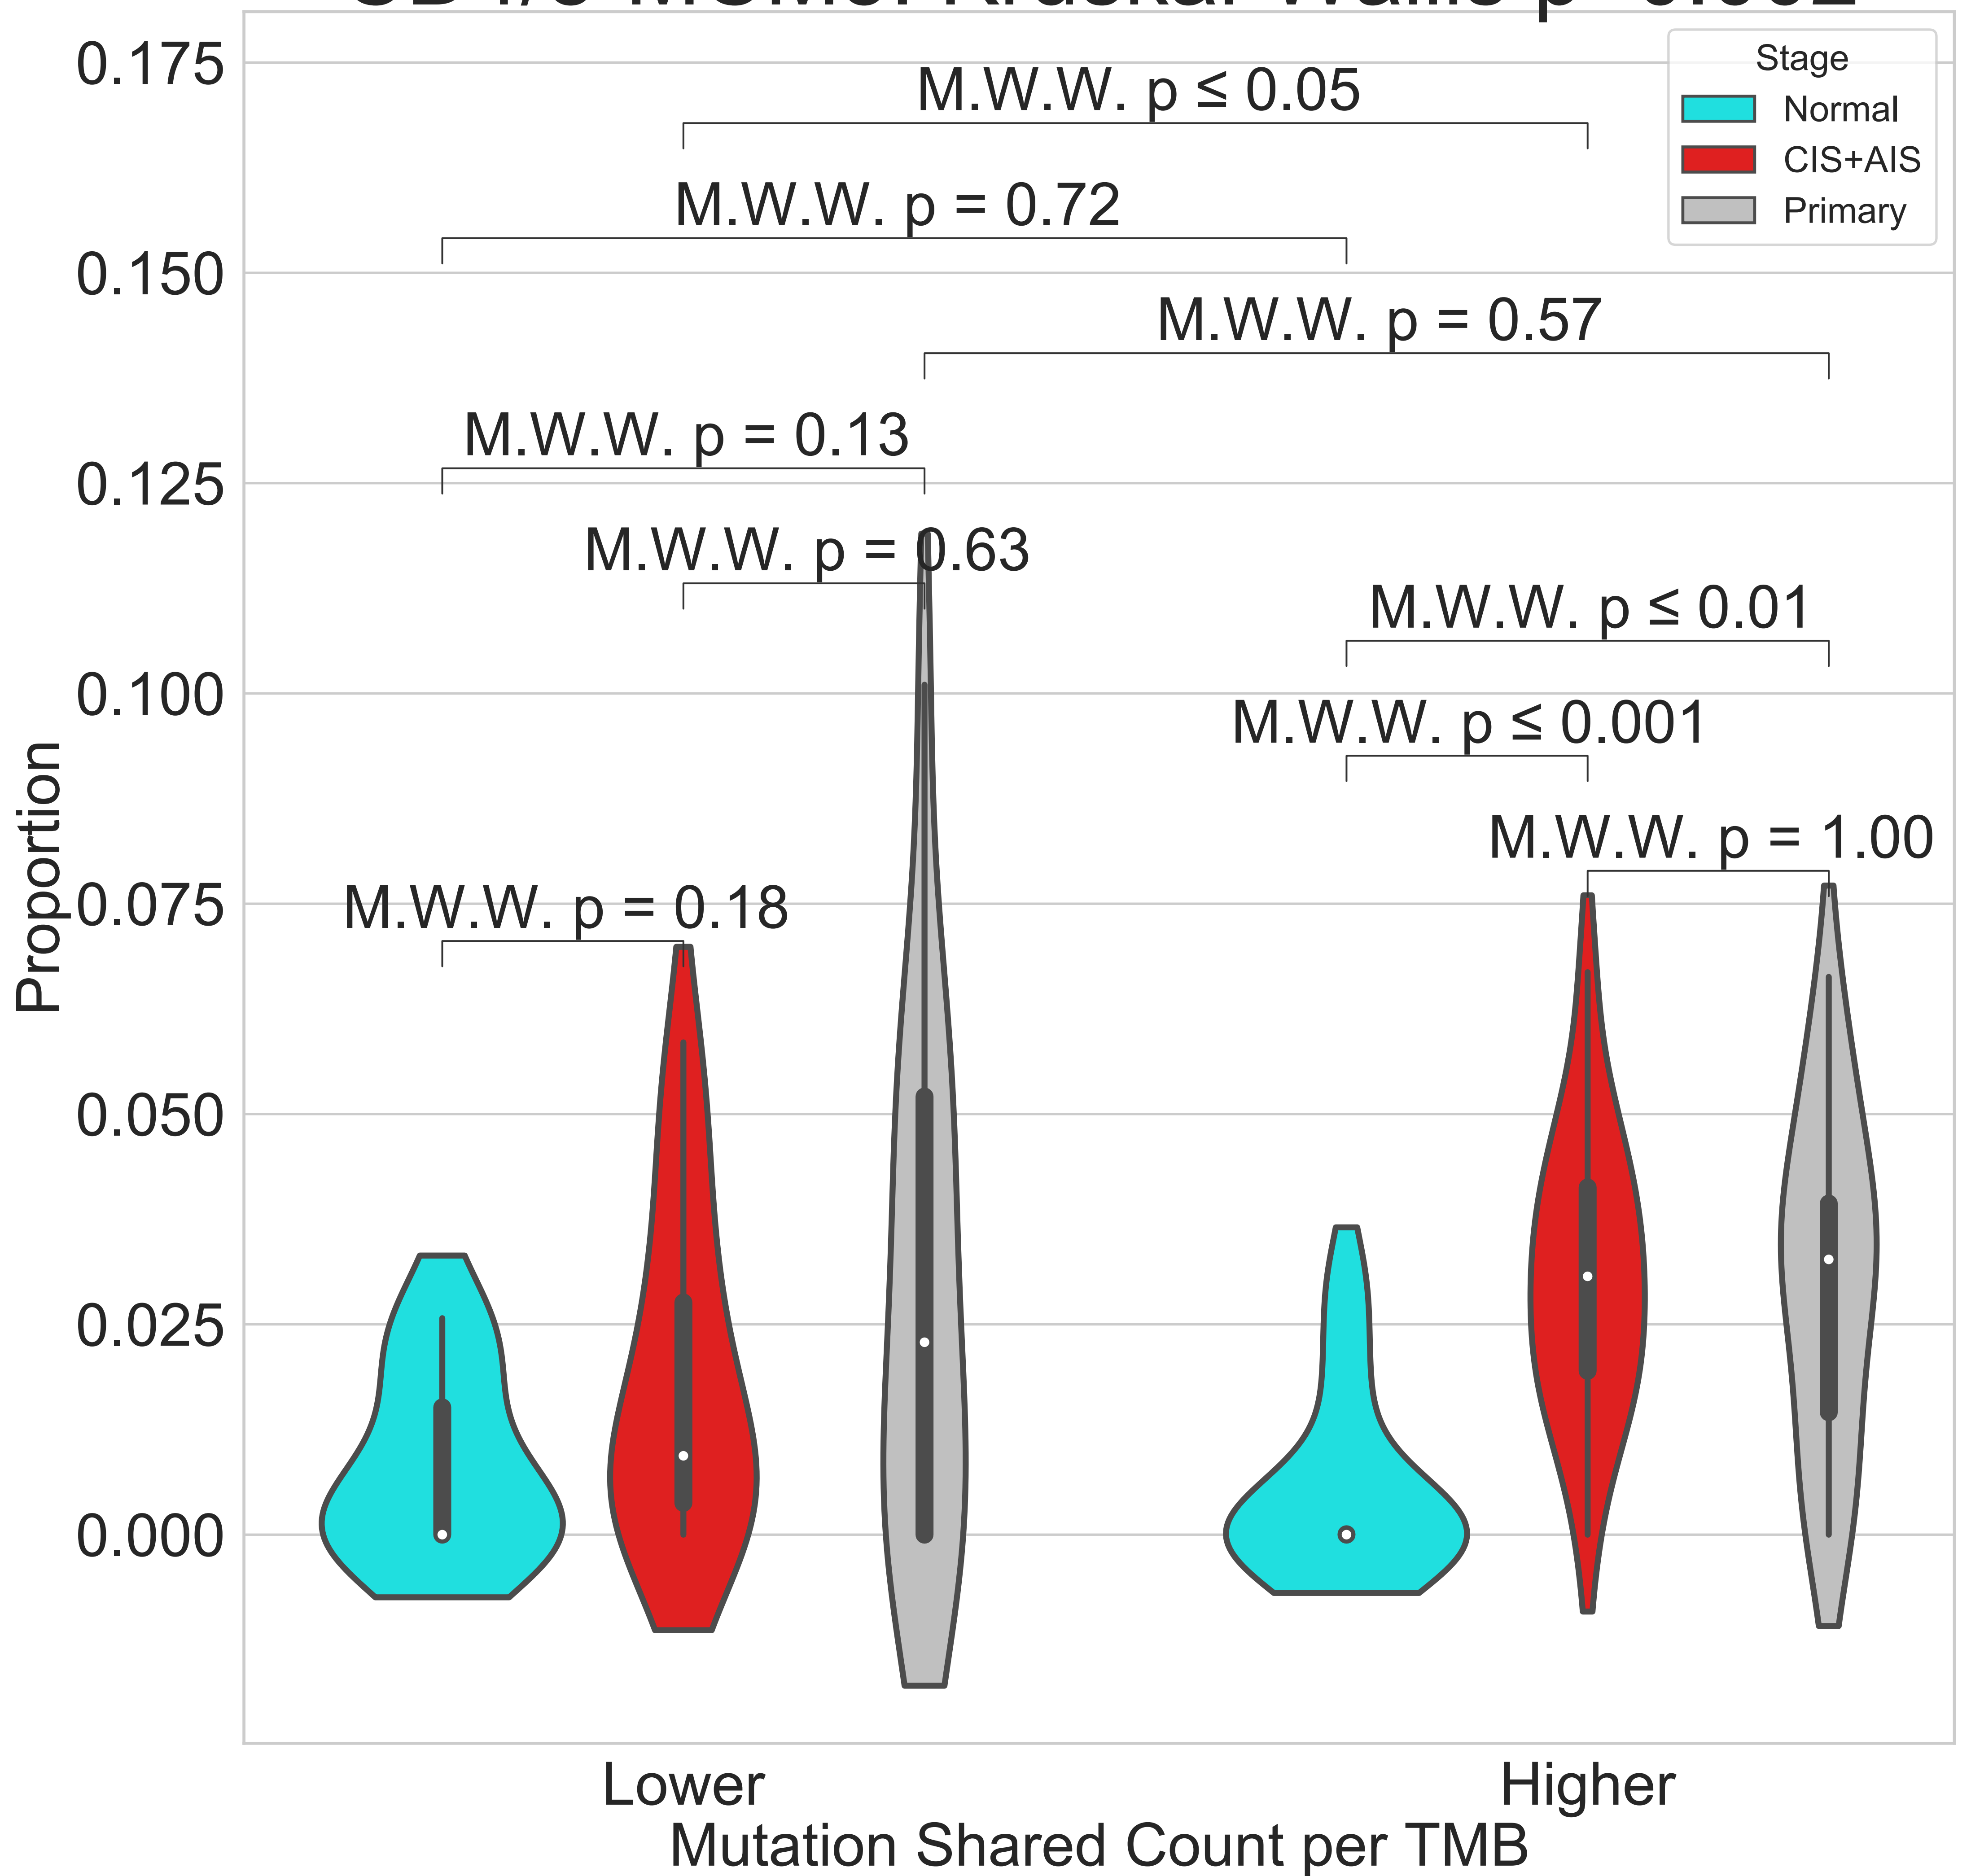 0.175
0.150
0.125
0.100
0.075
0.050
0.025
0.000
Proportion
M.W.W. p ≤ 0.05
M.W.W. p = 0.72
M.W.W. p = 0.57
M.W.W. p = 0.13
M.W.W. p = 0.63
M.W.W. p ≤ 0.01
M.W.W. p ≤ 0.001
M.W.W. p = 1.00
M.W.W. p = 0.18
Stage
Normal
CIS+AIS
Primary
Lower
Higher
Mutation Shared Count per TMB